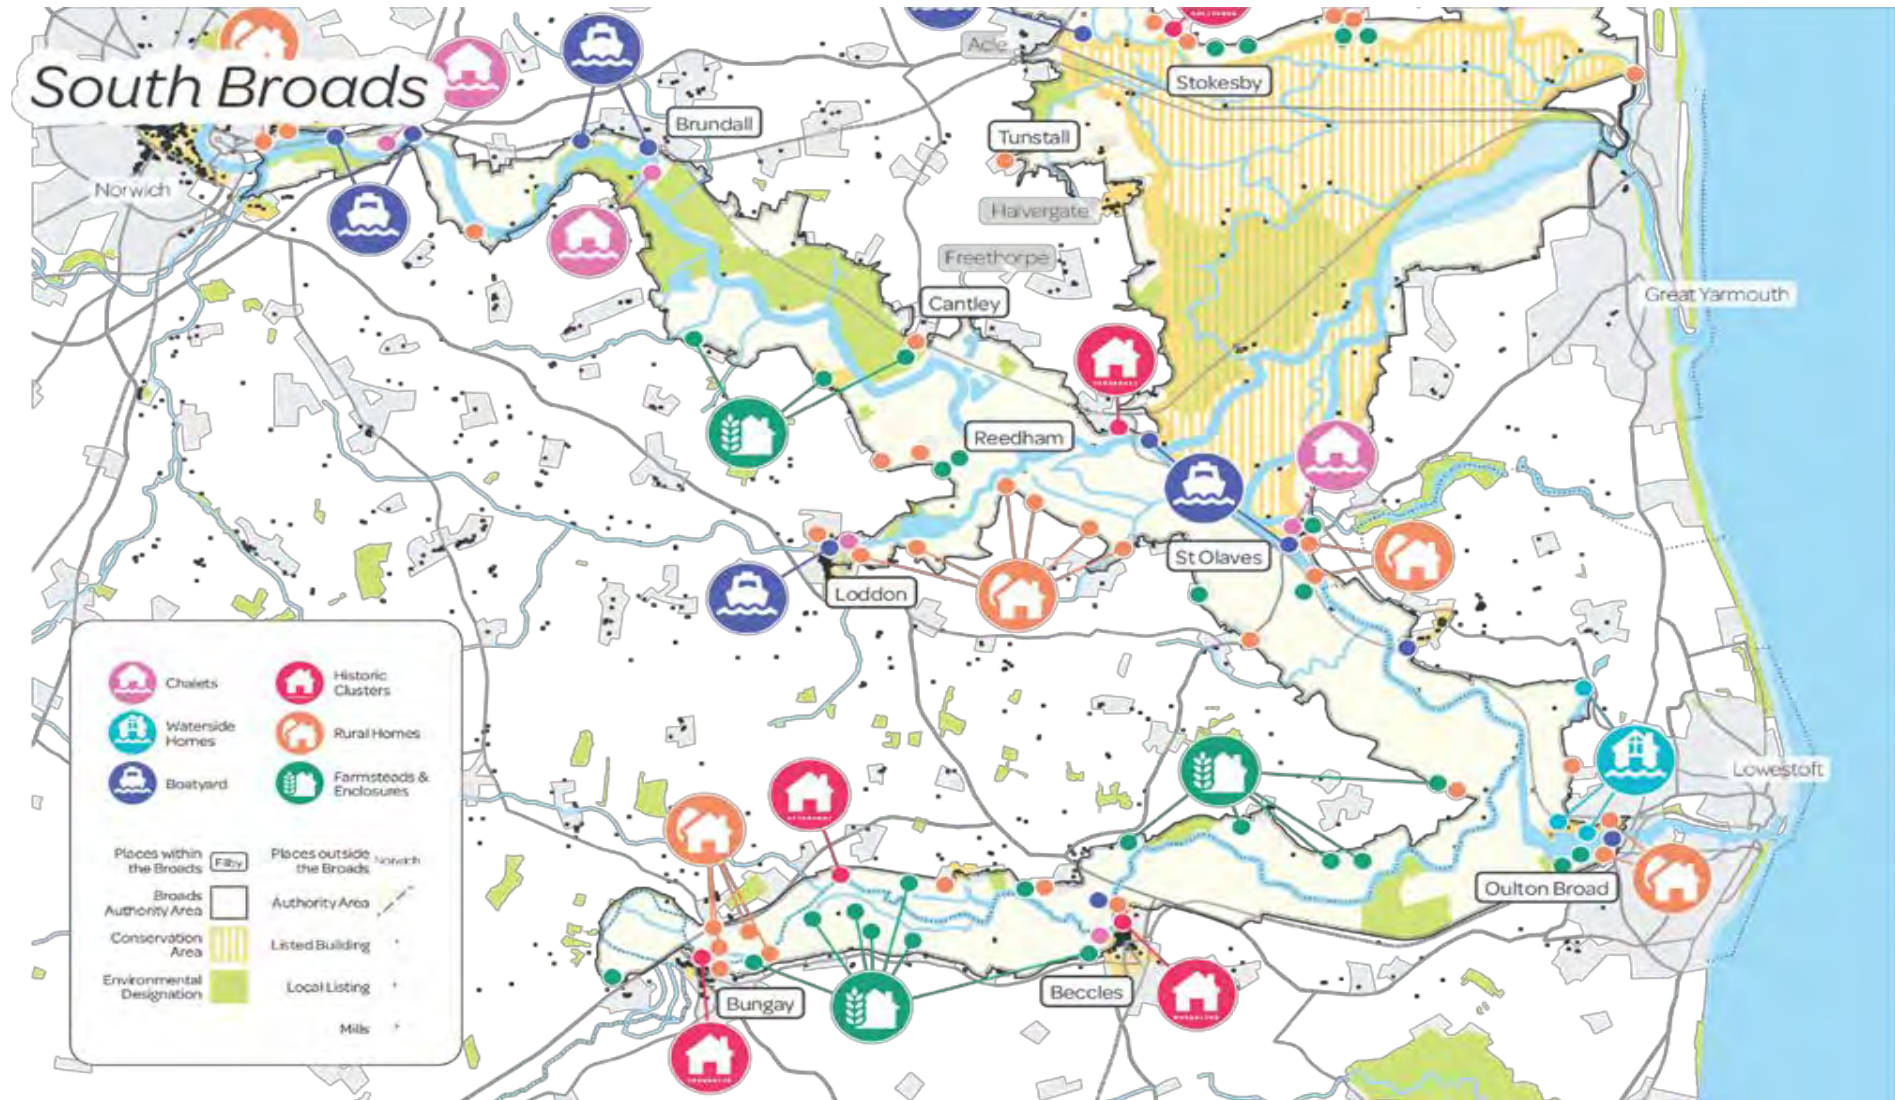 South Broads
Acle
Stokesby
Brundall
Tunstall
Norwich
Halvergate
Freethorpe
Cantley
Great Yarmouth
Reedham
St Olaves
Loddon
Lowestoft
Oulton Broad
Beccles
Bungay
Chalets
Historic
Clusters
Waterside
Homes
Rural Homes
Boatyard
Farmsteads &
Enclosures
Places within
the Broads
Filby
Places outside
the Broads
Norwich
Broads
Authority Area
Authority Area
Conservation
Area
Listed Building
Environmental
Designation
Local Listing
Mills